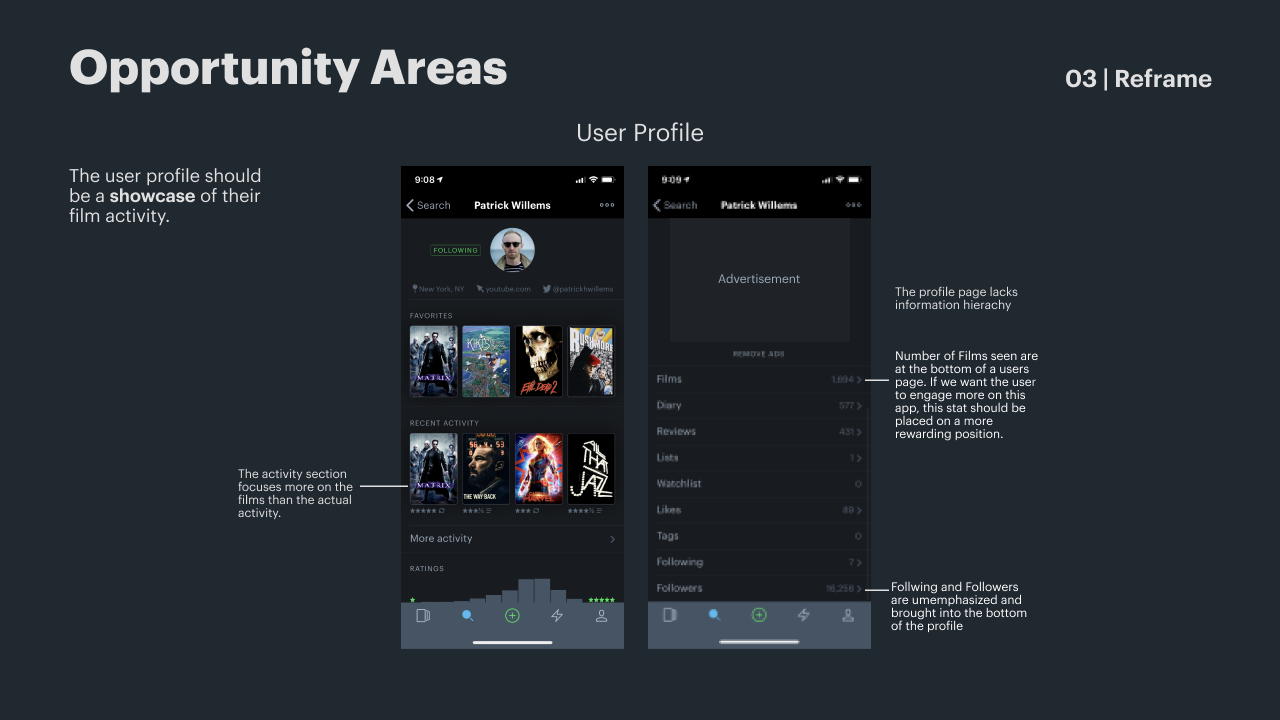 Opportunity Areas
03 | Reframe
User Profile
The user profile should
be a showcase of their
film activity.
9:08
Search
Patrick Willems
FOLLOWING
New York, NY
youtube.com
@patrickhwillems
FAVORITES
MATRIX
KIKI'S
EVIL DEAD 2
RUSHMORE
RECENT ACTIVITY
MATRIX
THE WAY BACK
MARVEL
ALL
THAT
JAZZ
More activity
RATINGS
The activity section
focuses more on the
films than the actual
activity.
9:09
Search
Patrick Willems
Advertisement
REMOVE ADS
Films 1,694
Diary 577
Reviews 431
Lists 1
Watchlist 0
Likes 89
Tags 0
Following 7
Followers 16,256
The profile page lacks
information hierachy
Number of Films seen are
at the bottom of a users
page. If we want the user
to engage more on this
app, this stat should be
placed on a more
rewarding position.
Follwing and Followers
are umemphasized and
brought into the bottom
of the profile